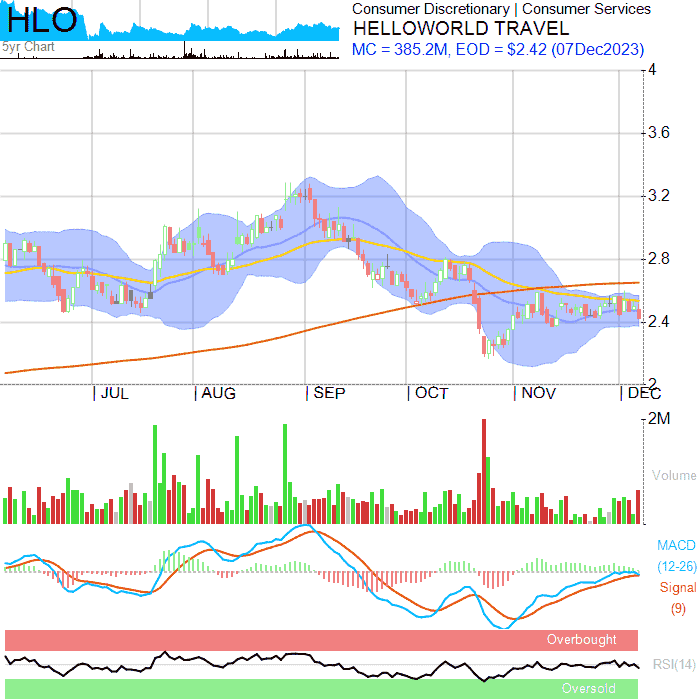 HLO
5yr Chart
Consumer Discretionary | Consumer Services
HELLOWORLD TRAVEL
MC = 385.2M, EOD = $2.42 (07Dec2023)
4
3.6
3.2
2.8
2.4
2
JUL AUG SEP OCT NOV DEC
2M
Volume
MACD
(12-26)
Signal
(9)
Overbought
RSI(14)
Oversold